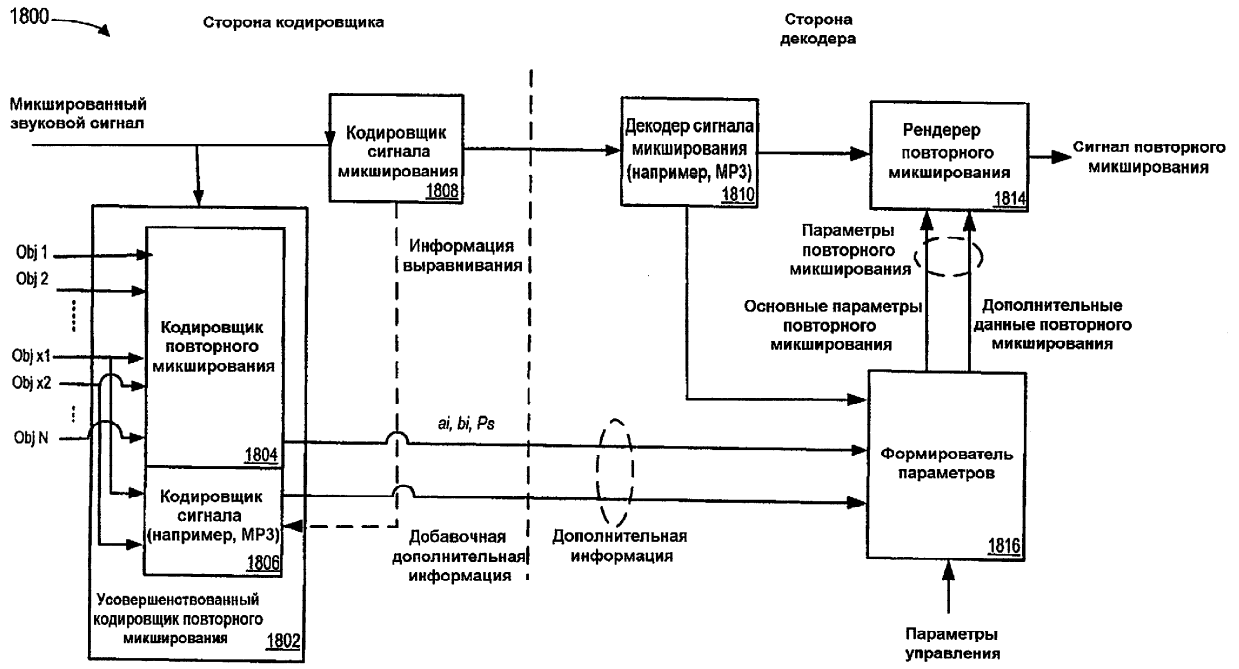 1800
Сторона кодировщика
Сторона
декодера
Микшированный
звуковой сигнал
Кодировщик
сигнала
микширования
1808
Декодер сигнала
микширования
(например, МР3)
1810
Рендерер
повторного
микширования
1814
Сигнал повторного
микширования
Информация
выравнивания
Параметры
повторного
микширования
Основные параметры
повторного
микширования
Дополнительные
данные повторного
микширования
Obj 1
Obj 2
Obj x1
Obj x2
Obj N
Кодировщик
повторного
микширования
1804
ai, bi, Ps
Кодировщик
сигнала
(например, МР3)
1806
Добавочная
дополнительная
информация
Дополнительная
информация
Формирователь
параметров
1816
Усовершенствованный
кодировщик повторного
микширования
1802
Параметры
управления